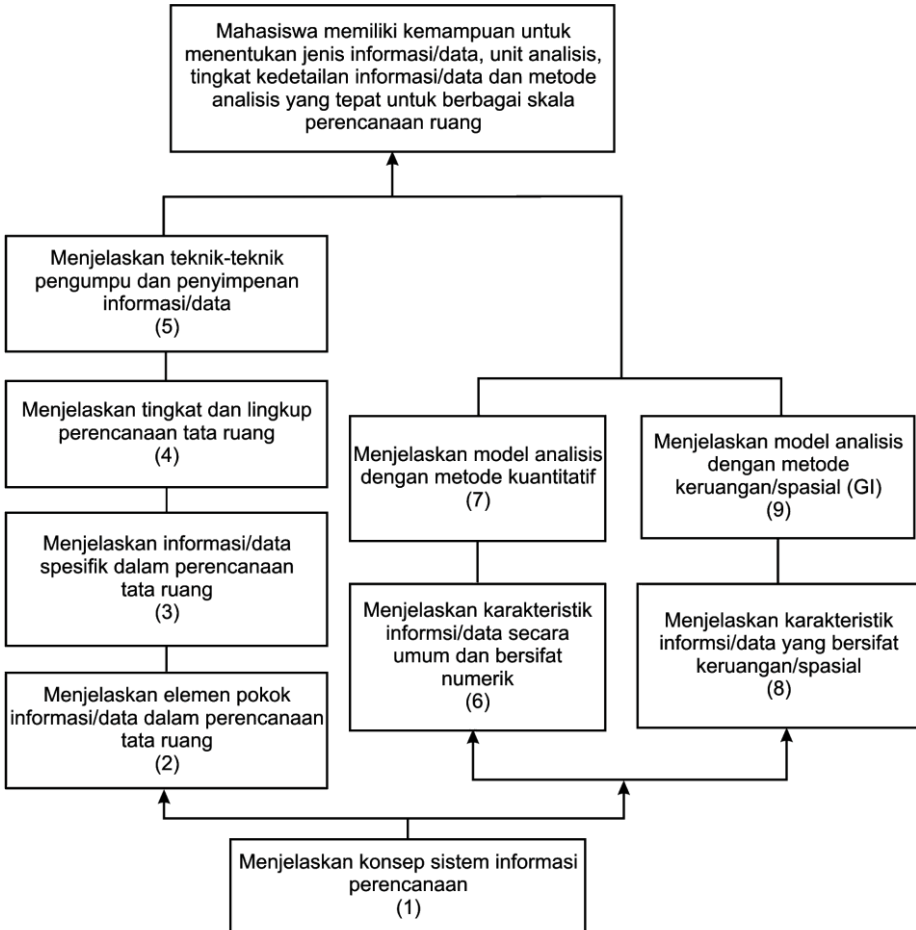 Mahasiswa memiliki kemampuan untuk
menentukan jenis informasi/data, unit analisis,
tingkat kedetailan informasi/data dan metode
analisis yang tepat untuk berbagai skala
perencanaan ruang
Menjelaskan teknik-teknik
pengumpu dan penyimpenan
informasi/data
(5)
Menjelaskan tingkat dan lingkup
perencanaan tata ruang
(4)
Menjelaskan informasi/data
spesifik dalam perencanaan
tata ruang
(3)
Menjelaskan elemen pokok
informasi/data dalam perencanaan
tata ruang
(2)
Menjelaskan model analisis
dengan metode kuantitatif
(7)
Menjelaskan karakteristik
informsi/data secara
umum dan bersifat
numerik
(6)
Menjelaskan model analisis
dengan metode
keruangan/spasial (GI)
(9)
Menjelaskan karakteristik
informsi/data yang bersifat
keruangan/spasial
(8)
Menjelaskan konsep sistem informasi
perencanaan
(1)